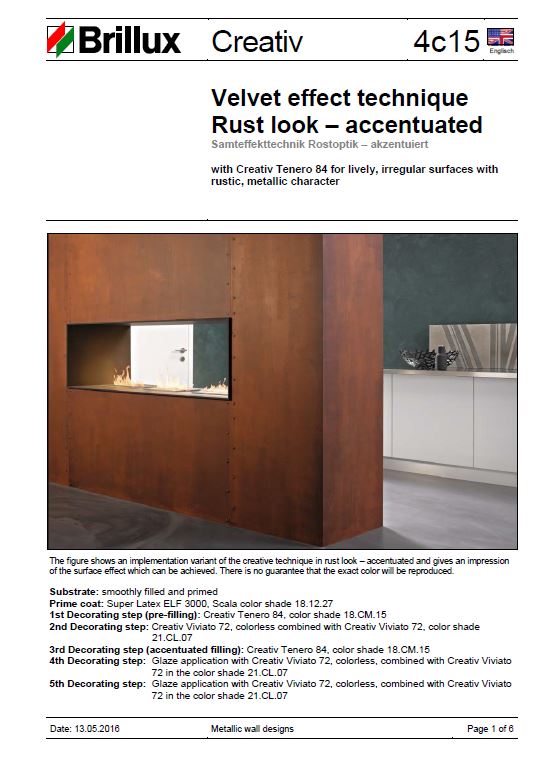 Brillux Creativ 4c15
Englisch
Velvet effect technique
Rust look – accentuated
Samteffekttechnik Rostoptik – akzentuiert
with Creativ Tenero 84 for lively, irregular surfaces with
rustic, metallic character
The figure shows an implementation variant of the creative technique in rust look – accentuated and gives an impression
of the surface effect which can be achieved. There is no guarantee that the exact color will be reproduced.
Substrate: smoothly filled and primed
Prime coat: Super Latex ELF 3000, Scala color shade 18.12.27
1st Decorating step (pre-filling): Creativ Tenero 84, color shade 18.CM.15
2nd Decorating step: Creativ Viviato 72, colorless combined with Creativ Viviato 72, color shade
21.CL.07
3rd Decorating step (accentuated filling): Creativ Tenero 84, color shade 18.CM.15
4th Decorating step: Glaze application with Creativ Viviato 72, colorless, combined with Creativ Viviato
72 in the color shade 21.CL.07
5th Decorating step: Glaze application with Creativ Viviato 72, colorless, combined with Creativ Viviato
72 in the color shade 21.CL.07
Date: 13.05.2016 Metallic wall designs Page 1 of 6